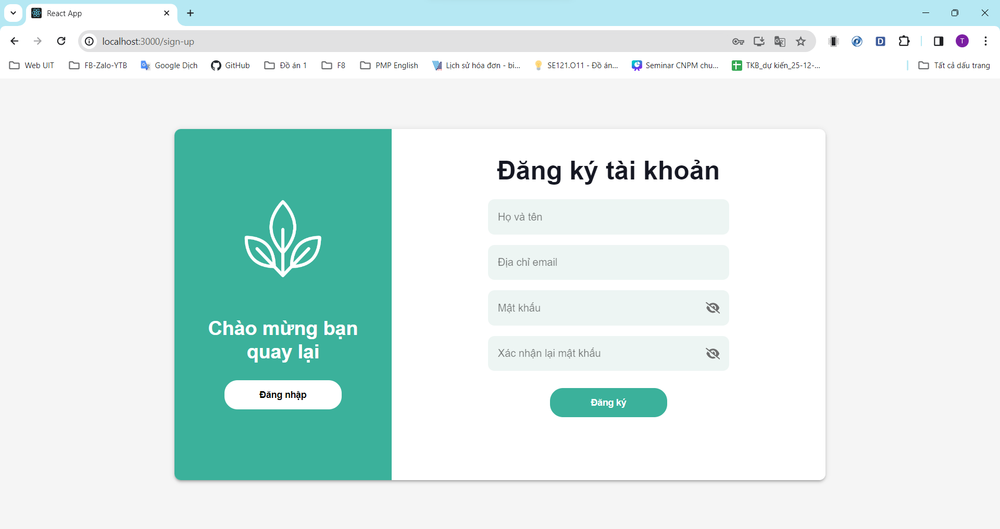 React App
localhost:3000/sign-up
T
Web UIT
FB-Zalo-YTB
Google Dịch
GitHub
Đồ án 1
F8
PMP English
Lịch sử hóa đơn - bi...
SE121.O11 - Đồ án...
Seminar CNPM chu...
TKB_dự kiến_25-12-...
Tất cả dấu trang
Chào mừng bạn
quay lại
Đăng nhập
Đăng ký tài khoản
Họ và tên
Địa chỉ email
Mật khẩu
Xác nhận lại mật khẩu
Đăng ký